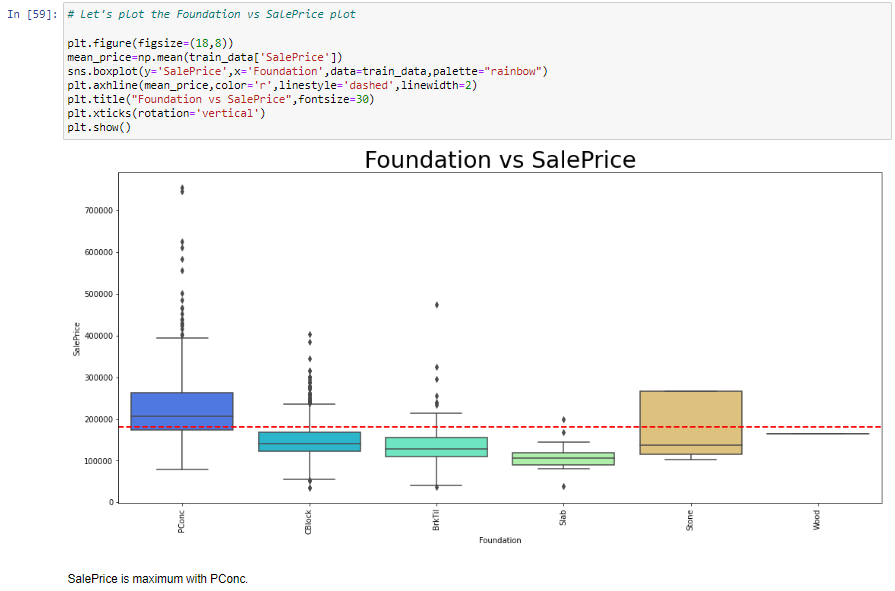 In [59]: # Let's plot the Foundation vs SalePrice plot
plt.figure(figsize=(18,8))
mean_price=np.mean(train_data['SalePrice'])
sns.boxplot(y='SalePrice',x='Foundation',data=train_data,palette="rainbow")
plt.axhline(mean_price,color='r',linestyle='dashed',linewidth=2)
plt.title("Foundation vs SalePrice",fontsize=30)
plt.xticks(rotation='vertical')
plt.show()
Foundation vs SalePrice
700000
600000
500000
400000
300000
200000
100000
0
SalePrice
PConc
CBlock
BrkTil
Slab
Stone
Wood
Foundation
SalePrice is maximum with PConc.